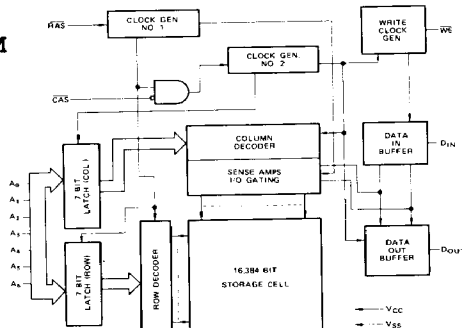 M
RAS
CLOCK GEN
NO 1
WRITE
CLOCK
GEN
WE
CLOCK GEN.
NO 2
CAS
COLUMN
DECODER
DATA
IN
BUFFER
DIN
SENSE AMPS
I/O GATING
7 BIT
LATCH (COL)
A0
A1
A2
A3
A4
A5
A6
7 BIT
LATCH (ROW)
ROW DECODER
16,384 BIT
STORAGE CELL
DATA
OUT
BUFFER
DOUT
VCC
VSS